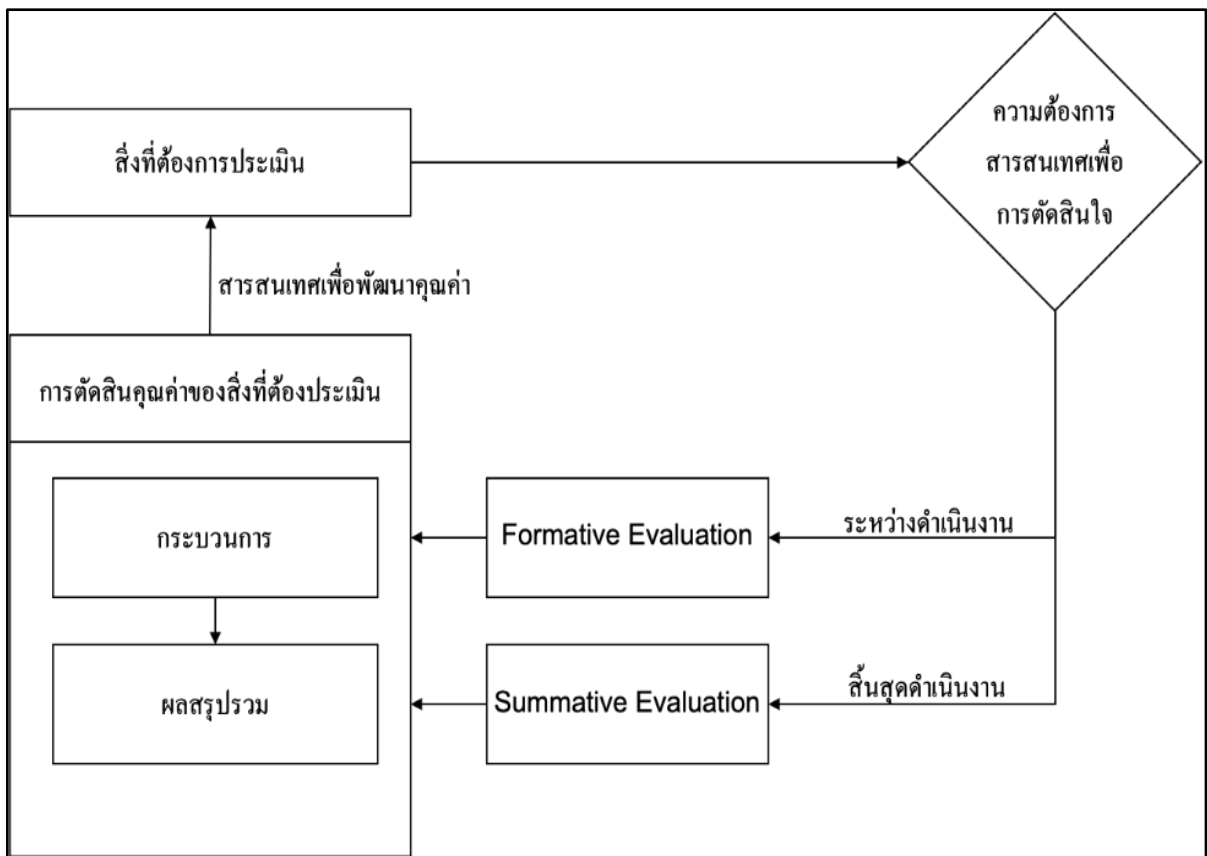 สิ่งที่ต้องการประเมิน
ความต้องการ
สารสนเทศเพื่อ
การตัดสินใจ
สารสนเทศเพื่อพัฒนาคุณค่า
การตัดสินคุณค่าของสิ่งที่ต้องประเมิน
กระบวนการ
Formative Evaluation
ระหว่างดำเนินงาน
ผลสรุปรวม
Summative Evaluation
สิ้นสุดดำเนินงาน